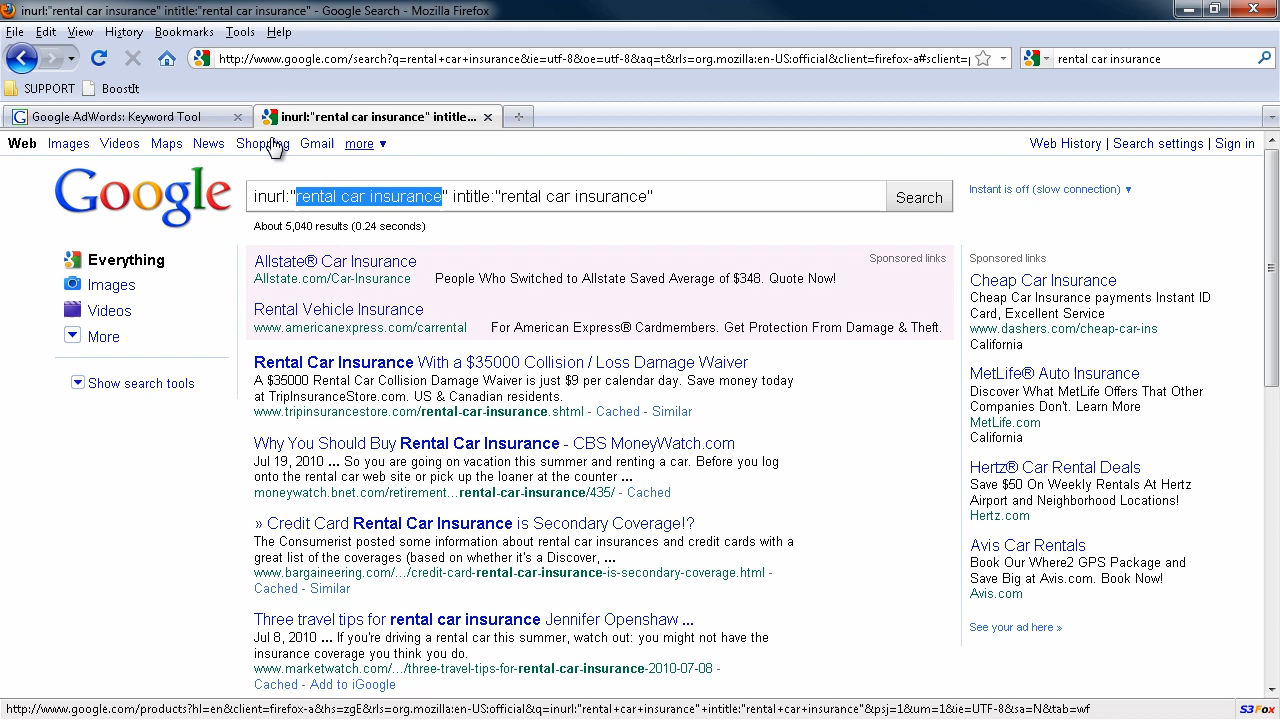 inurl:"rental car insurance" intitle:"rental car insurance" - Google Search - Mozilla Firefox
File Edit View History Bookmarks Tools Help
http://www.google.com/search?q=rental+car+insurance&ie=utf-8&oe=utf-8&aq=t&rls=org.mozilla:en-US:official&client=firefox-a#sclient=p
rental car insurance
SUPPORT BoostIt
Google AdWords: Keyword Tool
inurl:"rental car insurance" intitle...
Web Images Videos Maps News Shopping Gmail more ▼
Web History | Search settings | Sign in
Google
inurl:"rental car insurance" intitle:"rental car insurance"
Search
Instant is off (slow connection) ▼
About 5,040 results (0.24 seconds)
Everything
Images
Videos
More
Show search tools
Sponsored links
Allstate® Car Insurance
Allstate.com/Car-Insurance People Who Switched to Allstate Saved Average of $348. Quote Now!
Rental Vehicle Insurance
www.americanexpress.com/carrental For American Express® Cardmembers. Get Protection From Damage & Theft.
Rental Car Insurance With a $35000 Collision / Loss Damage Waiver
A $35000 Rental Car Collision Damage Waiver is just $9 per calendar day. Save money today
at TripInsuranceStore.com. US & Canadian residents.
www.tripinsurancestore.com/rental-car-insurance.shtml - Cached - Similar
Why You Should Buy Rental Car Insurance - CBS MoneyWatch.com
Jul 19, 2010 ... So you are going on vacation this summer and renting a car. Before you log
onto the rental car web site or pick up the loaner at the counter ...
moneywatch.bnet.com/retirement...rental-car-insurance/435/ - Cached
» Credit Card Rental Car Insurance is Secondary Coverage!?
The Consumerist posted some information about rental car insurances and credit cards with a
great list of the coverages (based on whether it's a Discover, ...
www.bargaineering.com/.../credit-card-rental-car-insurance-is-secondary-coverage.html -
Cached - Similar
Three travel tips for rental car insurance Jennifer Openshaw ...
Jul 8, 2010 ... If you're driving a rental car this summer, watch out: you might not have the
insurance coverage you think you do.
www.marketwatch.com/.../three-travel-tips-for-rental-car-insurance-2010-07-08 -
Cached - Add to iGoogle
Sponsored links
Cheap Car Insurance
Cheap Car Insurance payments Instant ID
Card, Excellent Service
www.dashers.com/cheap-car-ins
California
MetLife® Auto Insurance
Discover What MetLife Offers That Other
Companies Don't. Learn More
MetLife.com
California
Hertz® Car Rental Deals
Save $50 On Weekly Rentals At Hertz
Airport and Neighborhood Locations!
Hertz.com
Avis Car Rentals
Book Our Where2 GPS Package and
Save Big at Avis.com. Book Now!
Avis.com
See your ad here »
http://www.google.com/products?hl=en&client=firefox-a&hs=zgE&rls=org.mozilla:en-US:official&q=inurl:"rental+car+insurance"+intitle:"rental+car+insurance"&psj=1&um=1&ie=UTF-8&sa=N&tab=wf
S3Fox